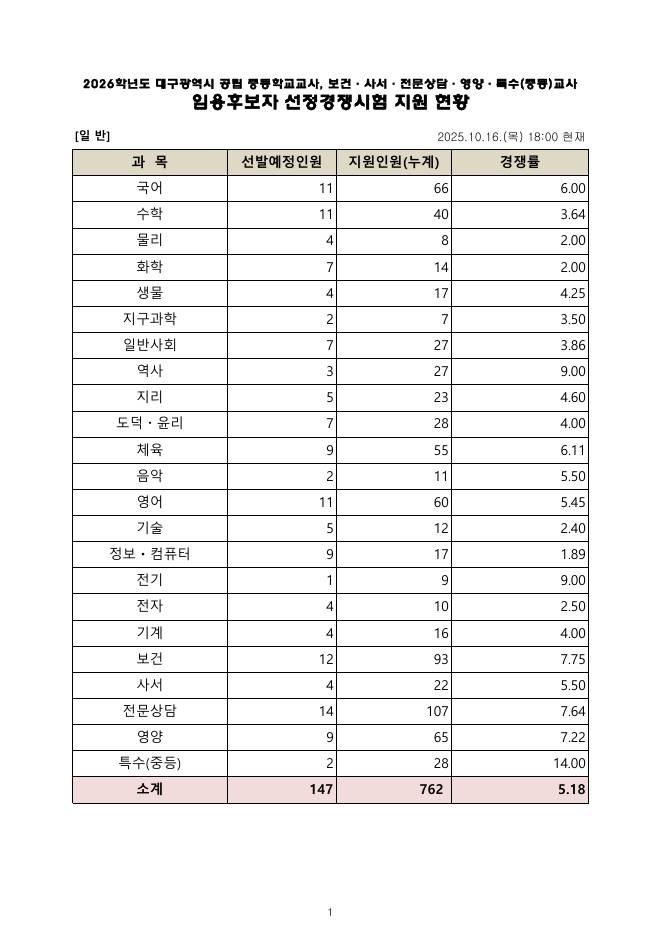 2026학년도 대구광역시 공립 중등학교교사, 보건·사서·전문상담·영양·특수(중등)교사
임용후보자 선정경쟁시험 지원 현황
[일 반] 2025.10.16.(목) 18:00 현재
과 목 선발예정인원 지원인원(누계) 경쟁률
국어 11 66 6.00
수학 11 40 3.64
물리 4 8 2.00
화학 7 14 2.00
생물 4 17 4.25
지구과학 2 7 3.50
일반사회 7 27 3.86
역사 3 27 9.00
지리 5 23 4.60
도덕·윤리 7 28 4.00
체육 9 55 6.11
음악 2 11 5.50
영어 11 60 5.45
기술 5 12 2.40
정보·컴퓨터 9 17 1.89
전기 1 9 9.00
전자 4 10 2.50
기계 4 16 4.00
보건 12 93 7.75
사서 4 22 5.50
전문상담 14 107 7.64
영양 9 65 7.22
특수(중등) 2 28 14.00
소계 147 762 5.18
1